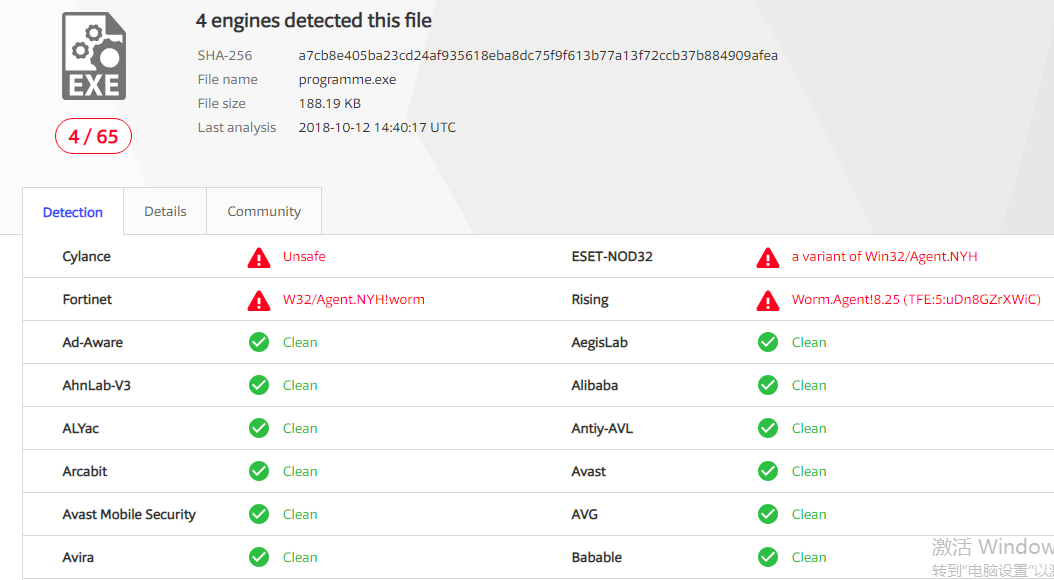 4 engines detected this file
SHA-256 a7cb8e405ba23cd24af935618eba8dc75f9f613b77a13f72ccb37b884909afea
File name programme.exe
File size 188.19 KB
Last analysis 2018-10-12 14:40:17 UTC
EXE
4 / 65
Detection Details Community
Cylance Unsafe ESET-NOD32 a variant of Win32/Agent.NYH
Fortinet W32/Agent.NYH!worm Rising Worm.Agent!8.25 (TFE:5:uDn8GZrXWiC)
Ad-Aware Clean AegisLab Clean
AhnLab-V3 Clean Alibaba Clean
ALYac Clean Antiy-AVL Clean
Arcabit Clean Avast Clean
Avast Mobile Security Clean AVG Clean
Avira Clean Babable Clean
激活 Window
转到"电脑设置"以